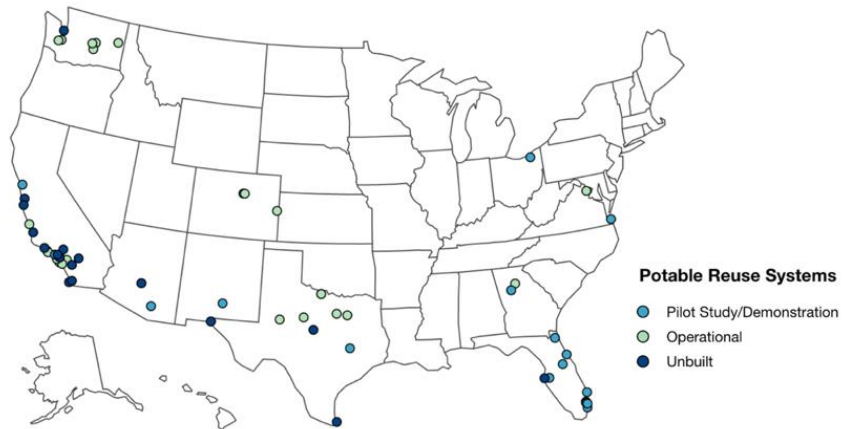 Potable Reuse Systems
Pilot Study/Demonstration
Operational
Unbuilt